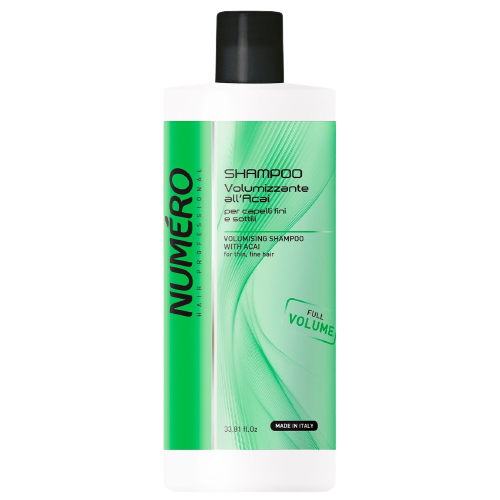 NUMÉRO
HAIR PROFESSIONAL
SHAMPOO
Volumizzante
all'Acai
per capelli fini
e sottili
VOLUMISING SHAMPOO
WITH ACAI
for thin, fine hair
FULL
VOLUME
33.81 fl.Oz
MADE IN ITALY